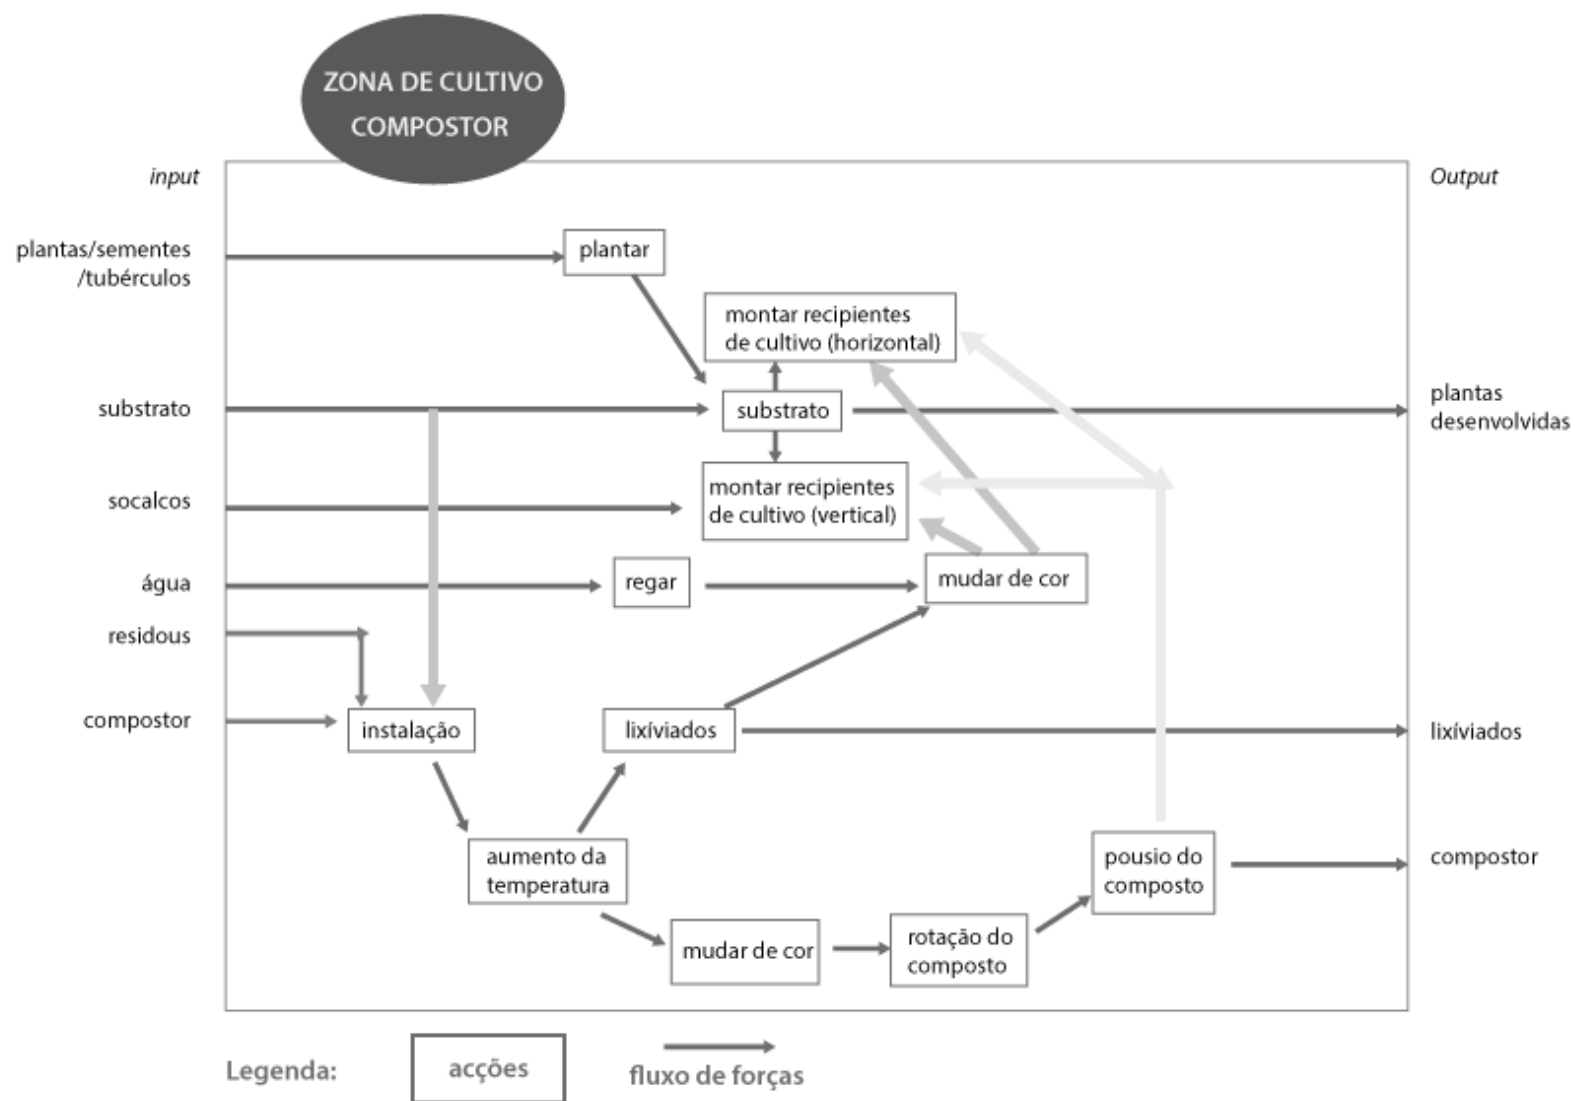 ZONA DE CULTIVO
COMPOSTOR
input
Output
plantas/sementes
/tubérculos
plantar
montar recipientes
de cultivo (horizontal)
substrato
substrato
plantas
desenvolvidas
socalcos
montar recipientes
de cultivo (vertical)
água
regar
mudar de cor
residous
compostor
instalação
lixíviados
lixíviados
aumento da
temperatura
pousio do
composto
compostor
mudar de cor
rotação do
composto
Legenda:
acções
fluxo de forças